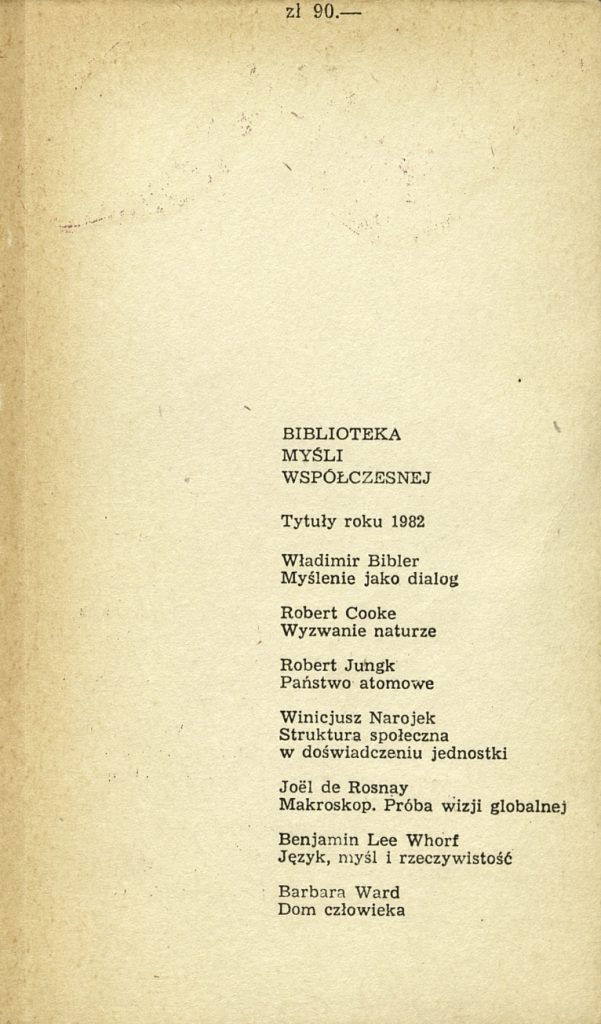 zł 90.—
BIBLIOTEKA
MYŚLI
WSPÓŁCZESNEJ
Tytuły roku 1982
Władimir Bibler
Myślenie jako dialog
Robert Cooke
Wyzwanie naturze
Robert Jungk
Państwo atomowe
Winicjusz Narojek
Struktura społeczna
w doświadczeniu jednostki
Joël de Rosnay
Makroskop. Próba wizji globalnej
Benjamin Lee Whorf
Język, myśl i rzeczywistość
Barbara Ward
Dom człowieka